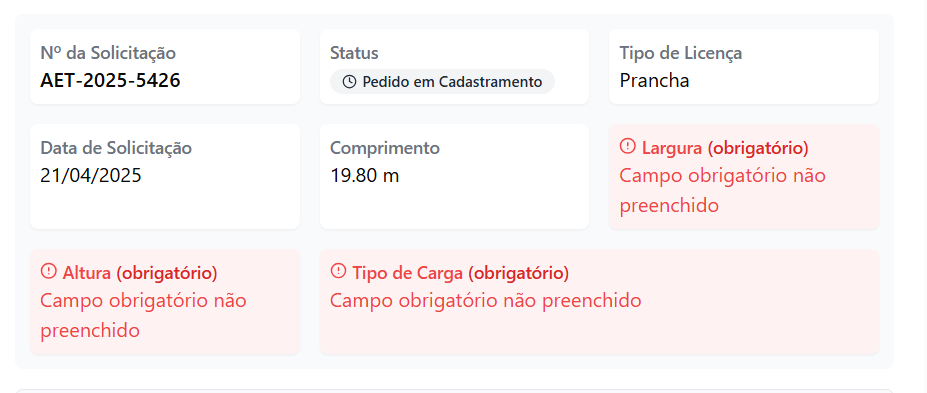 Nº da Solicitação
AET-2025-5426
Status
Pedido em Cadastramento
Tipo de Licença
Prancha
Data de Solicitação
21/04/2025
Comprimento
19.80 m
Largura (obrigatório)
Campo obrigatório não
preenchido
Altura (obrigatório)
Campo obrigatório não
preenchido
Tipo de Carga (obrigatório)
Campo obrigatório não preenchido